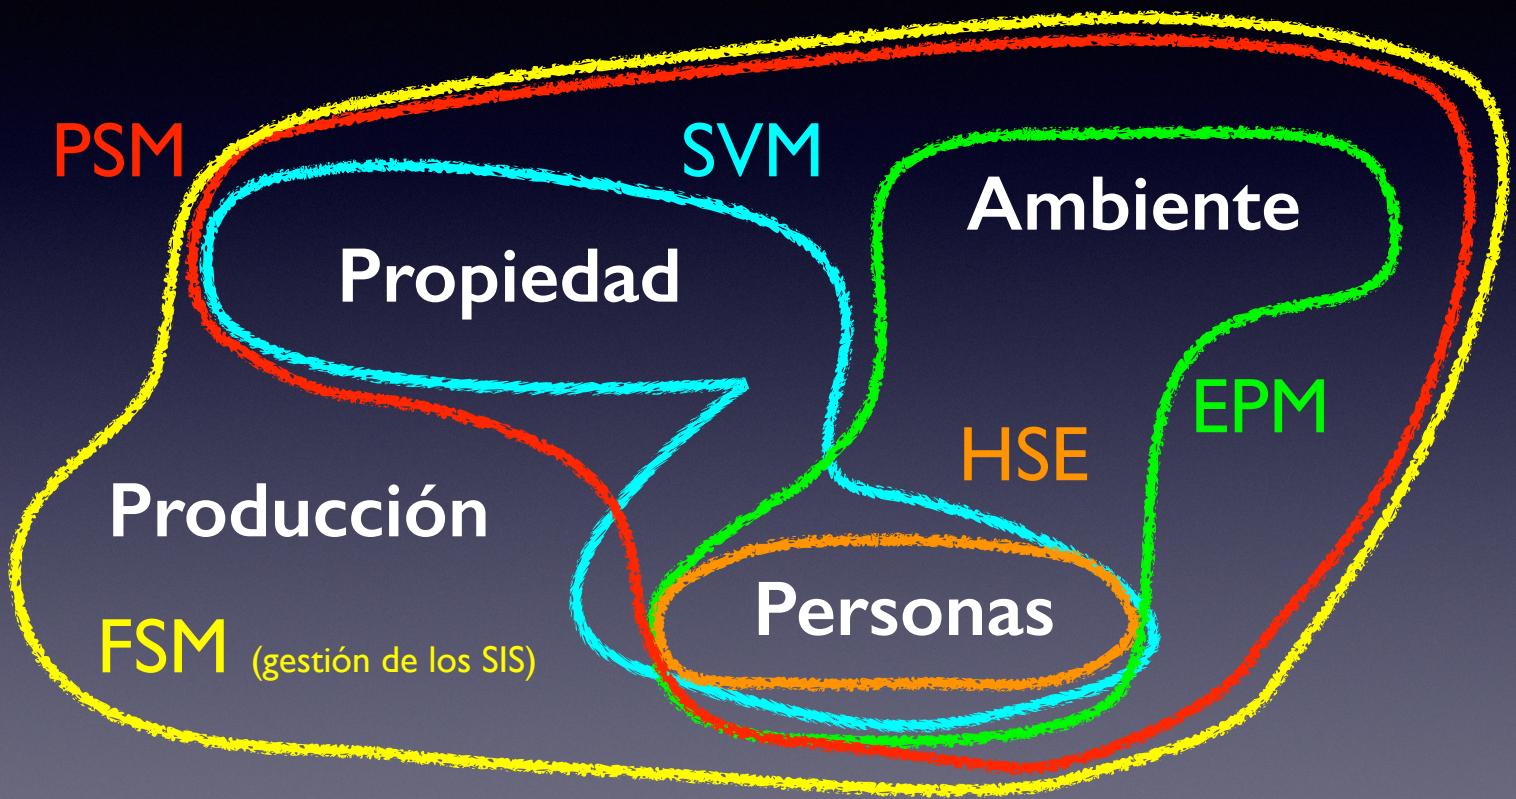 PSM
SVM
Ambiente
Propiedad
EPM
HSE
Producción
Personas
FSM (gestión de los SIS)